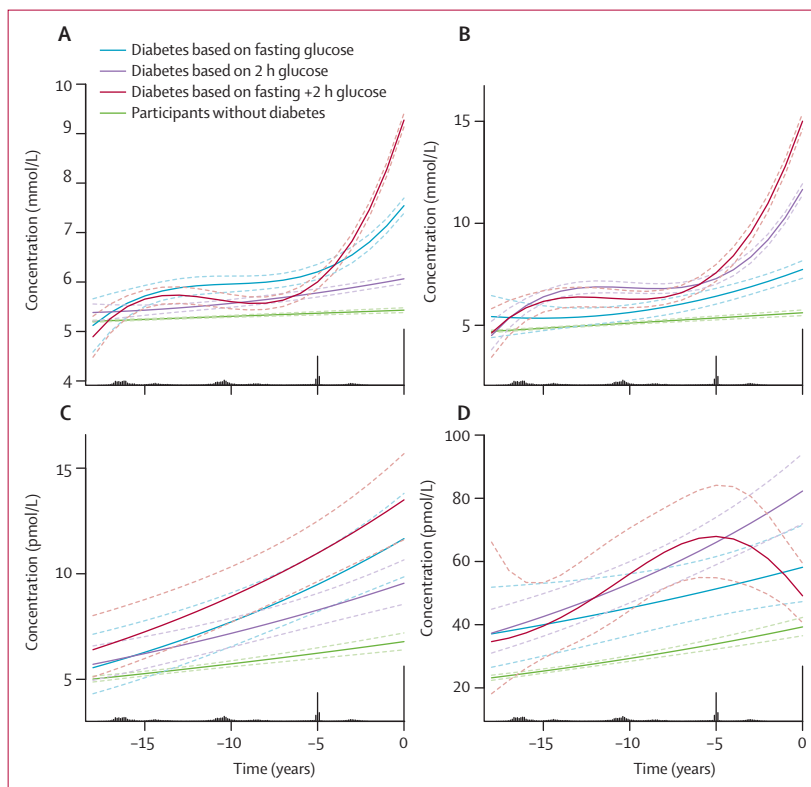 A
B
Diabetes based on fasting glucose
Diabetes based on 2 h glucose
Diabetes based on fasting +2 h glucose
Participants without diabetes
Concentration (mmol/L)
10
9
8
7
6
5
4
Concentration (mmol/L)
15
10
5
C
D
Concentration (pmol/L)
15
10
5
−15
−10
−5
0
Time (years)
Concentration (pmol/L)
100
80
60
40
20
−15
−10
−5
0
Time (years)